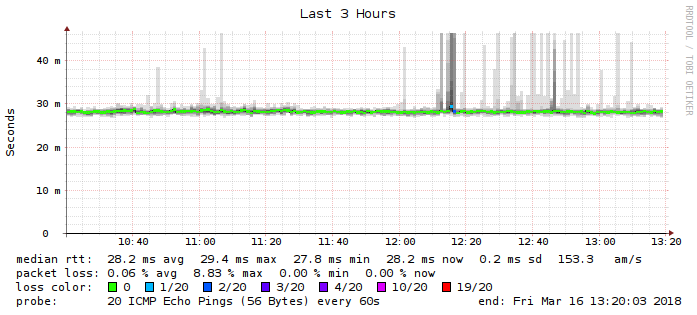 Last 3 Hours
RRDTOOL / TOBI OETIKER
Seconds
40 m
30 m
20 m
10 m
0
10:40 11:00 11:20 11:40 12:00 12:20 12:40 13:00 13:20
median rtt: 28.2 ms avg 29.4 ms max 27.8 ms min 28.2 ms now 0.2 ms sd 153.3 am/s
packet loss: 0.06 % avg 8.83 % max 0.00 % min 0.00 % now
loss color: 0 1/20 2/20 3/20 4/20 10/20 19/20
probe: 20 ICMP Echo Pings (56 Bytes) every 60s end: Fri Mar 16 13:20:03 2018